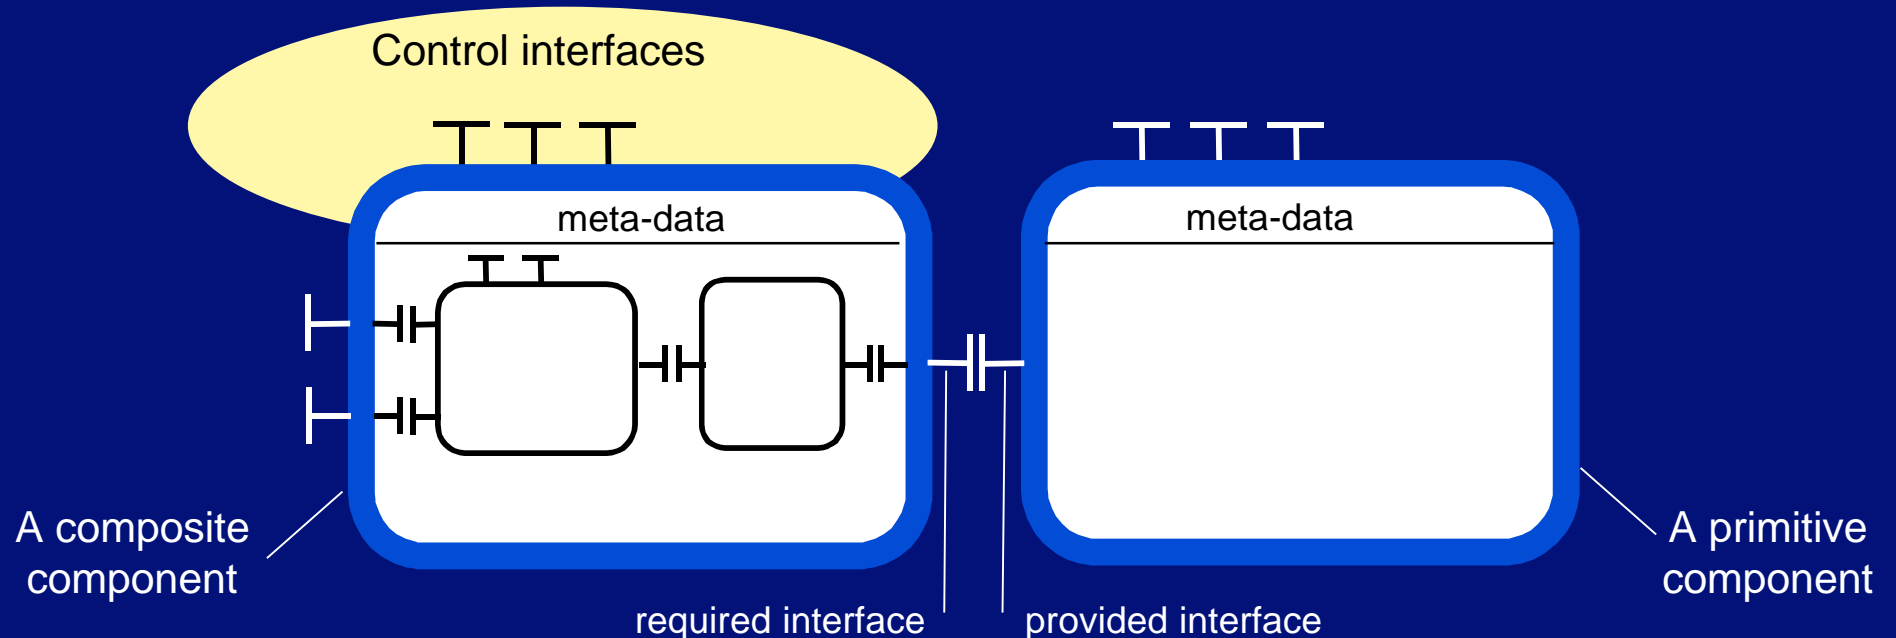 Control interfaces
meta-data
meta-data
A composite
component
A primitive
component
required interface
provided interface